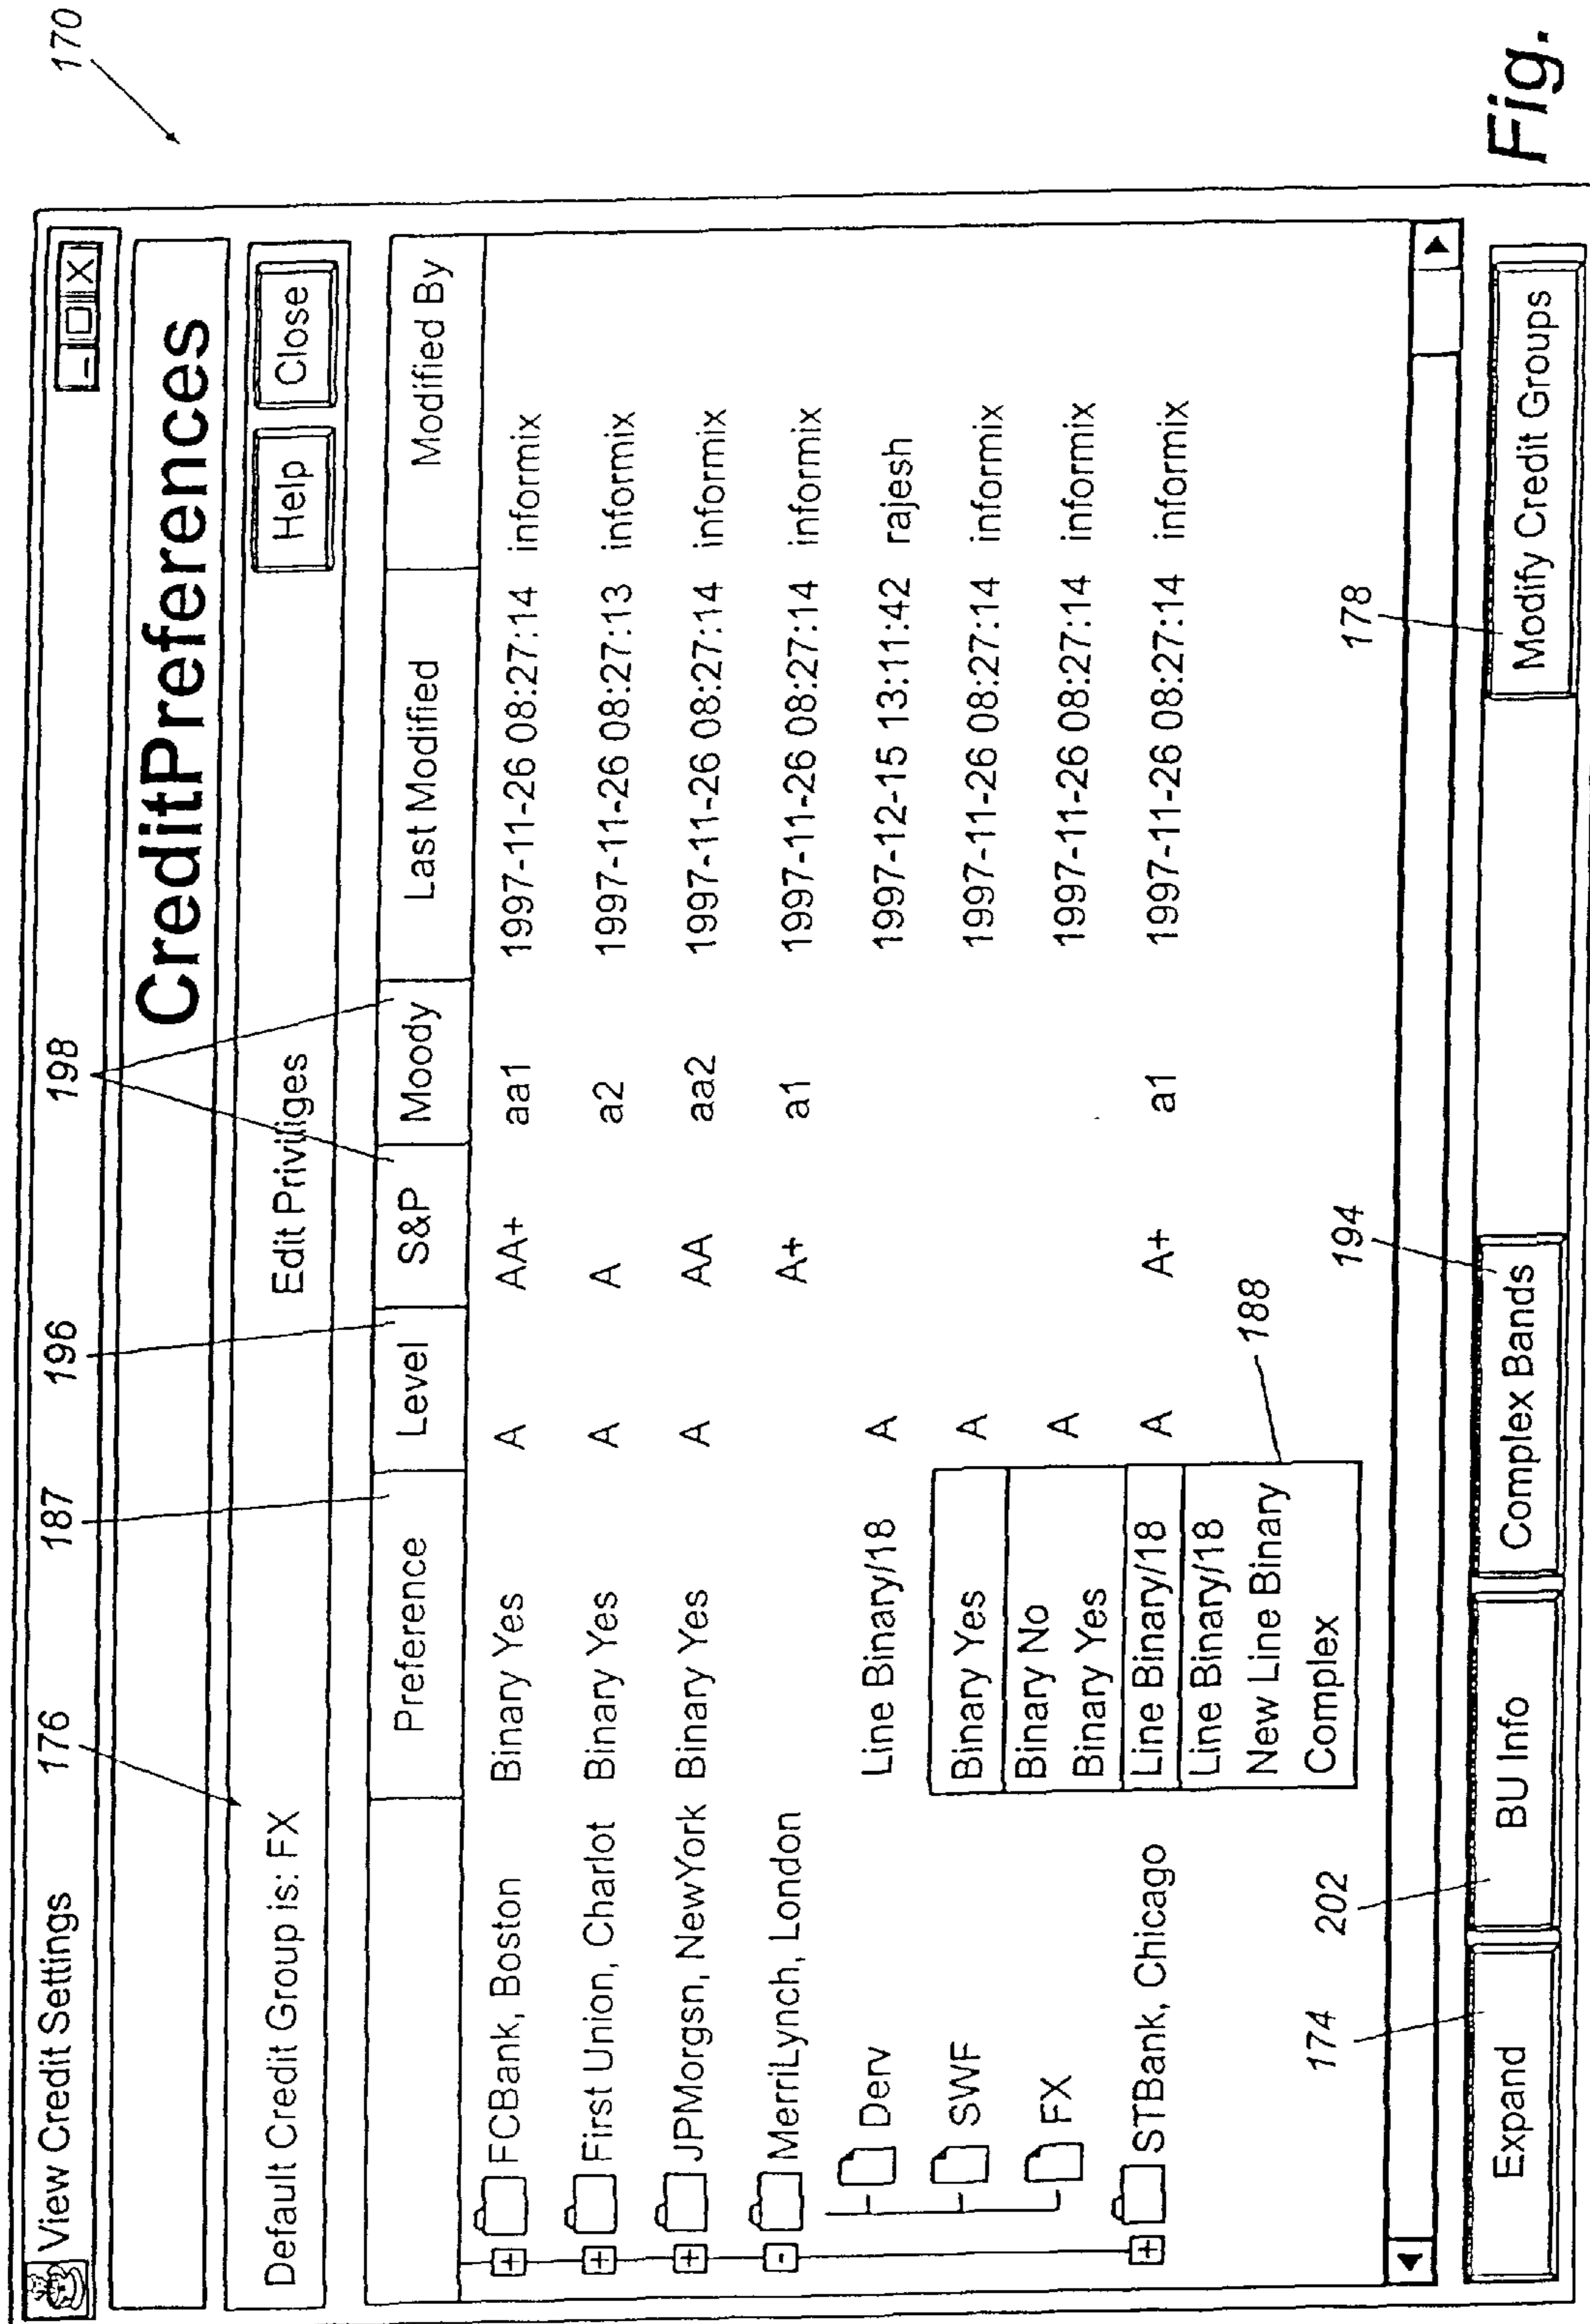 170
198
196
187
176
View Credit Settings
CreditPreferences
Default Credit Group is: FX
Edit Priviliges
Help
Close
Preference Level S&P Moody Last Modified Modified By
FCBank, Boston Binary Yes A AA+ aa1 1997-11-26 08:27:14 informix
First Union, Charlot Binary Yes A A a2 1997-11-26 08:27:13 informix
JPMorgsn, NewYork Binary Yes A AA aa2 1997-11-26 08:27:14 informix
MerriLynch, London A+ a1 1997-11-26 08:27:14 informix
Derv Line Binary/18 A 1997-12-15 13:11:42 rajesh
SWF Binary Yes A 1997-11-26 08:27:14 informix
FX Binary No A 1997-11-26 08:27:14 informix
Binary Yes
STBank, Chicago Line Binary/18 A A+ a1 1997-11-26 08:27:14 informix
Line Binary/18
New Line Binary
Complex
188
174
202
194
178
Expand
BU Info
Complex Bands
Modify Credit Groups
Fig.